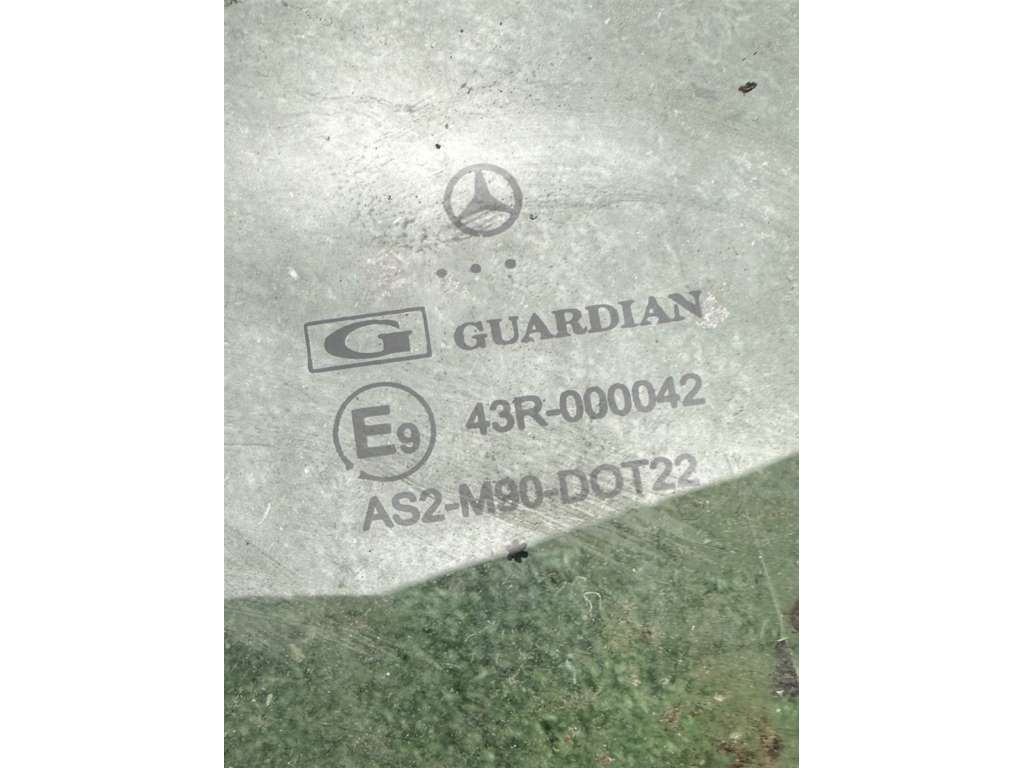 G GUARDIAN
E9 43R-000042
AS2-M90-DOT22